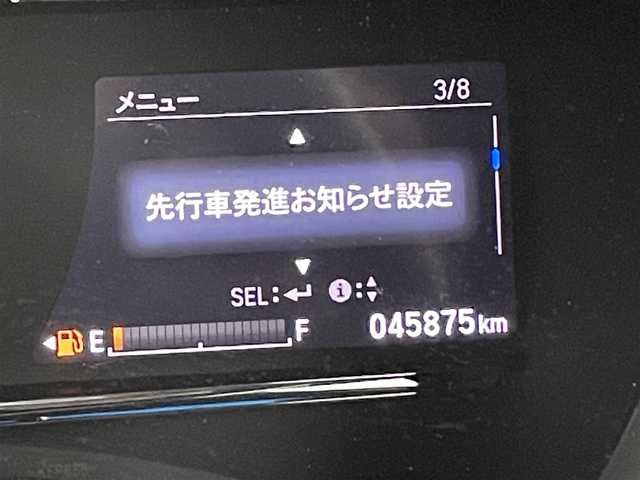 メニュー 3/8
先行車発進お知らせ設定
SEL:↵ i:
E F 045875km